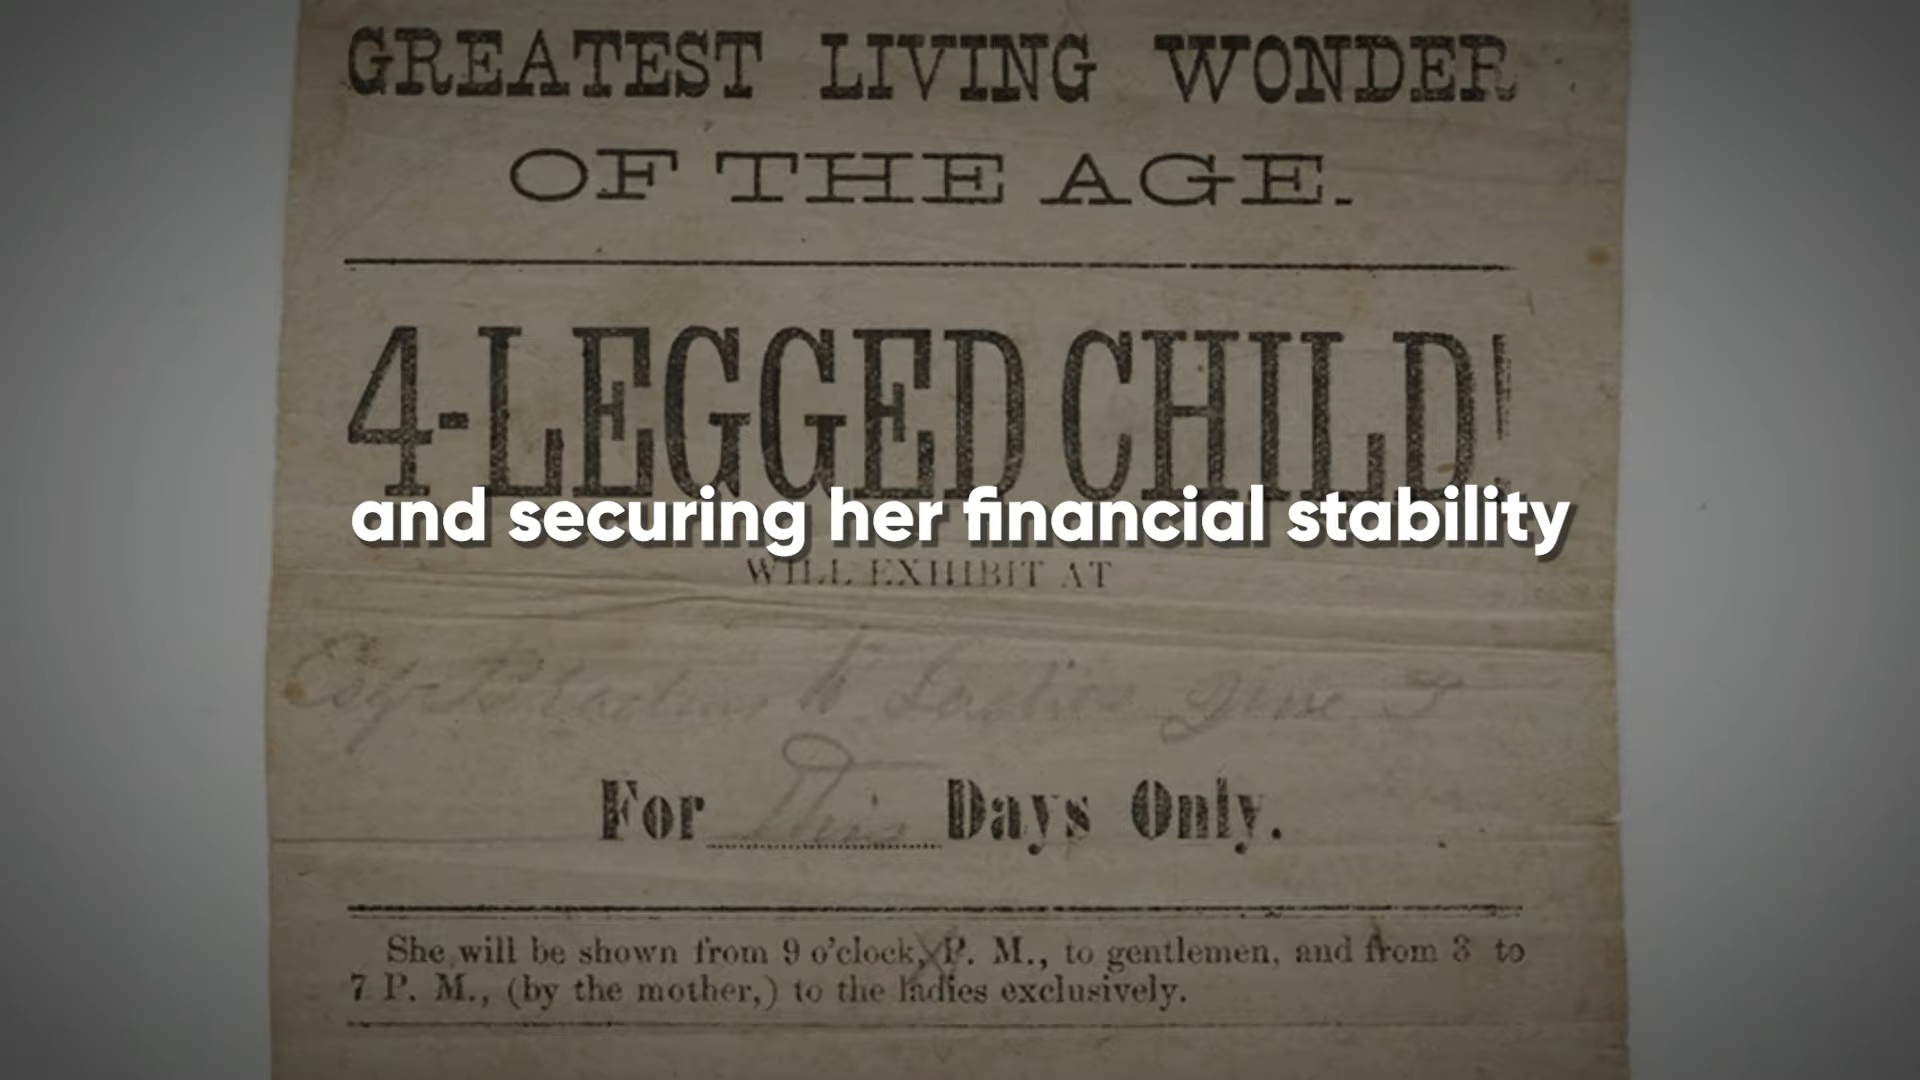 GREATEST LIVING WONDER
OF THE AGE.
4-LEGGED CHILD!
and securing her financial stability
WILL EXHIBIT AT
For Days Only.
She will be shown from 9 o'clock, P. M., to gentlemen, and from 3 to
7 P. M., (by the mother,) to the ladies exclusively.